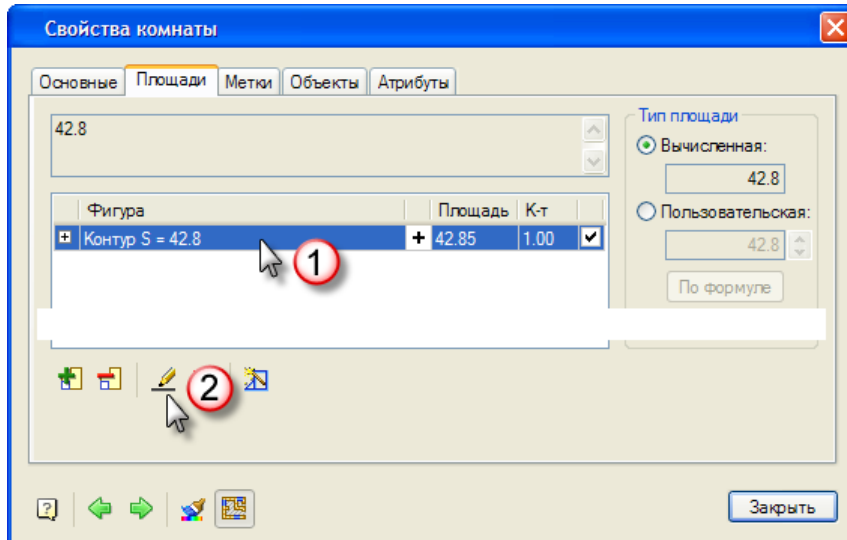 Свойства комнаты
Основные Площади Метки Объекты Атрибуты
42.8
Тип площади
Вычисленная:
42.8
Пользовательская:
42.8
По формуле
Фигура Площадь К-т
Контур S = 42.8 + 42.85 1.00
1
2
?
Закрыть